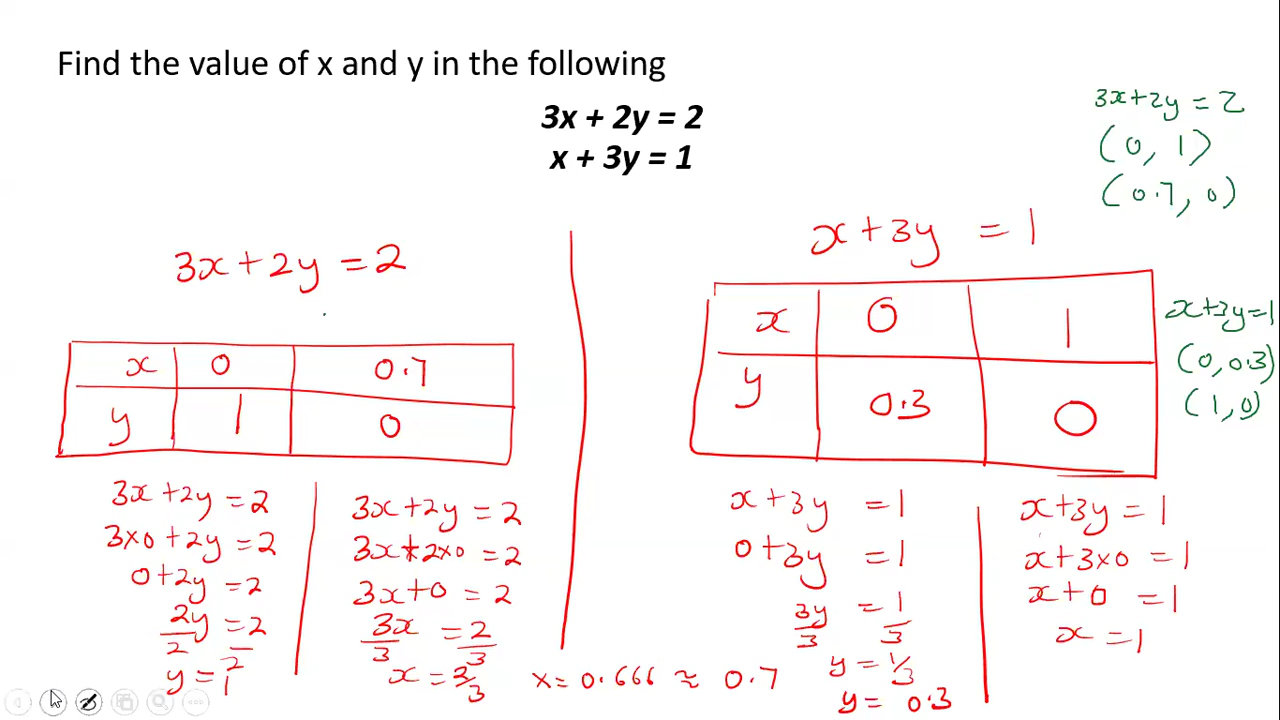 Find the value of x and y in the following
3x + 2y = 2
x + 3y = 1
3x+2y = 2
(0, 1)
(0.7, 0)
3x+2y = 2
x 0 0.7
y 1 0
3x+2y = 2
3×0+2y = 2
0+2y = 2
2y/2 = 2/2
y = 1
3x+2y = 2
3x+2×0 = 2
3x+0 = 2
3x/3 = 2/3
x = 2/3
x = 0.666 ≈ 0.7
x+3y = 1
x 0 1
y 0.3 0
x+3y=1
(0, 0.3)
(1, 0)
x+3y = 1
0+3y = 1
3y/3 = 1/3
y = 1/3
y = 0.3
x+3y = 1
x+3×0 = 1
x+0 = 1
x = 1